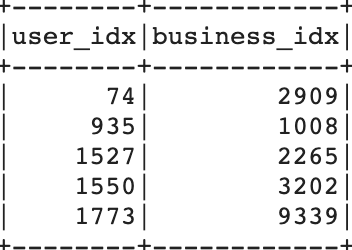 +--------+------------+
|user_idx|business_idx|
+--------+------------+
|      74|        2909|
|     935|        1008|
|    1527|        2265|
|    1550|        3202|
|    1773|        9339|
+--------+------------+